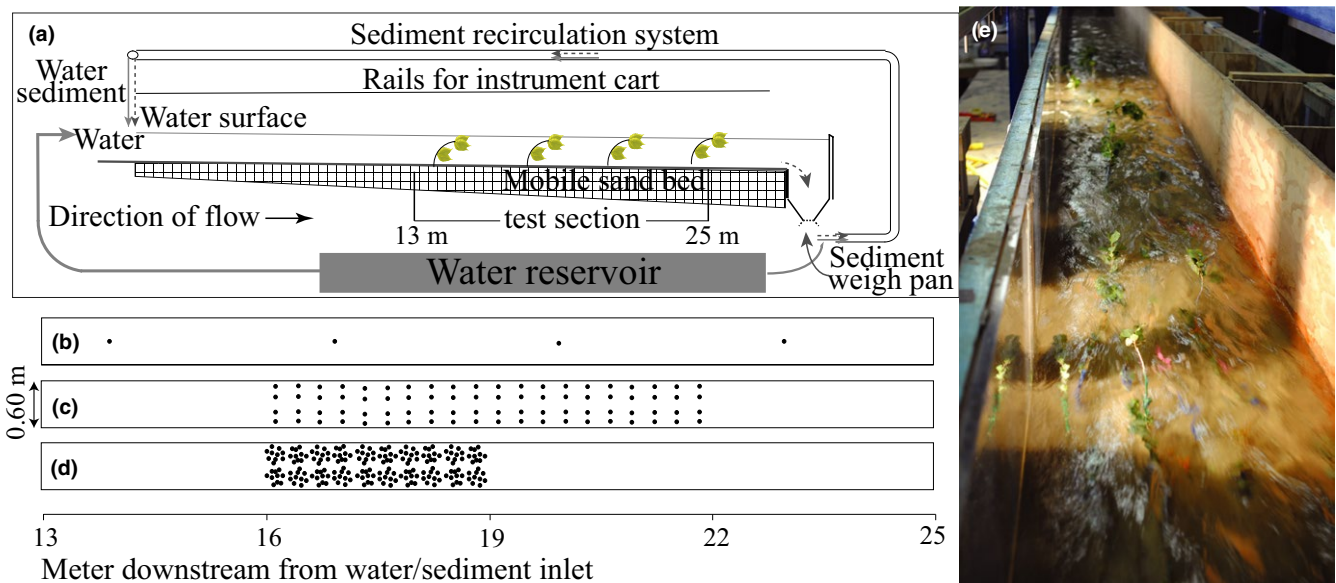 (a)
Sediment recirculation system
Water
sediment
Rails for instrument cart
Water surface
Water
Mobile sand bed
Direction of flow
test section
13 m
25 m
Water reservoir
Sediment
weigh pan
(b)
(c)
0.60 m
(d)
13
16
19
22
25
Meter downstream from water/sediment inlet
(e)